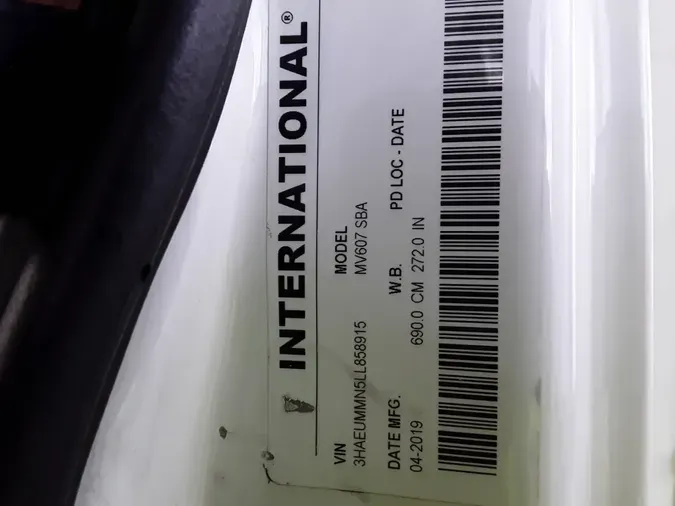 INTERNATIONAL®
VIN MODEL
3HAEUMMN5LL858915 MV607 SBA
DATE MFG. W.B. PD LOC - DATE
04-2019 690.0 CM 272.0 IN